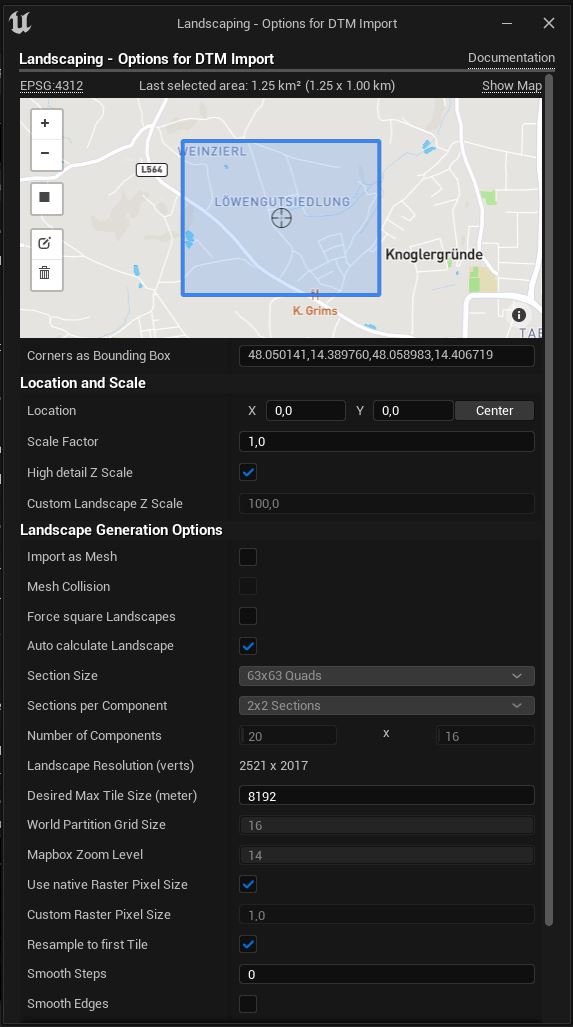 Landscaping - Options for DTM Import
Landscaping - Options for DTM Import
Documentation
EPSG:4312
Last selected area: 1.25 km² (1.25 x 1.00 km)
Show Map
+
−
WEINZIERL
L564
LÖWENGUTSIEDLUNG
Knoglergründe
K. Grims
TAB
Corners as Bounding Box
48.050141,14.389760,48.058983,14.406719
Location and Scale
Location X 0,0 Y 0,0 Center
Scale Factor 1,0
High detail Z Scale
Custom Landscape Z Scale 100,0
Landscape Generation Options
Import as Mesh
Mesh Collision
Force square Landscapes
Auto calculate Landscape
Section Size 63x63 Quads
Sections per Component 2x2 Sections
Number of Components 20 x 16
Landscape Resolution (verts) 2521 x 2017
Desired Max Tile Size (meter) 8192
World Partition Grid Size 16
Mapbox Zoom Level 14
Use native Raster Pixel Size
Custom Raster Pixel Size 1,0
Resample to first Tile
Smooth Steps 0
Smooth Edges